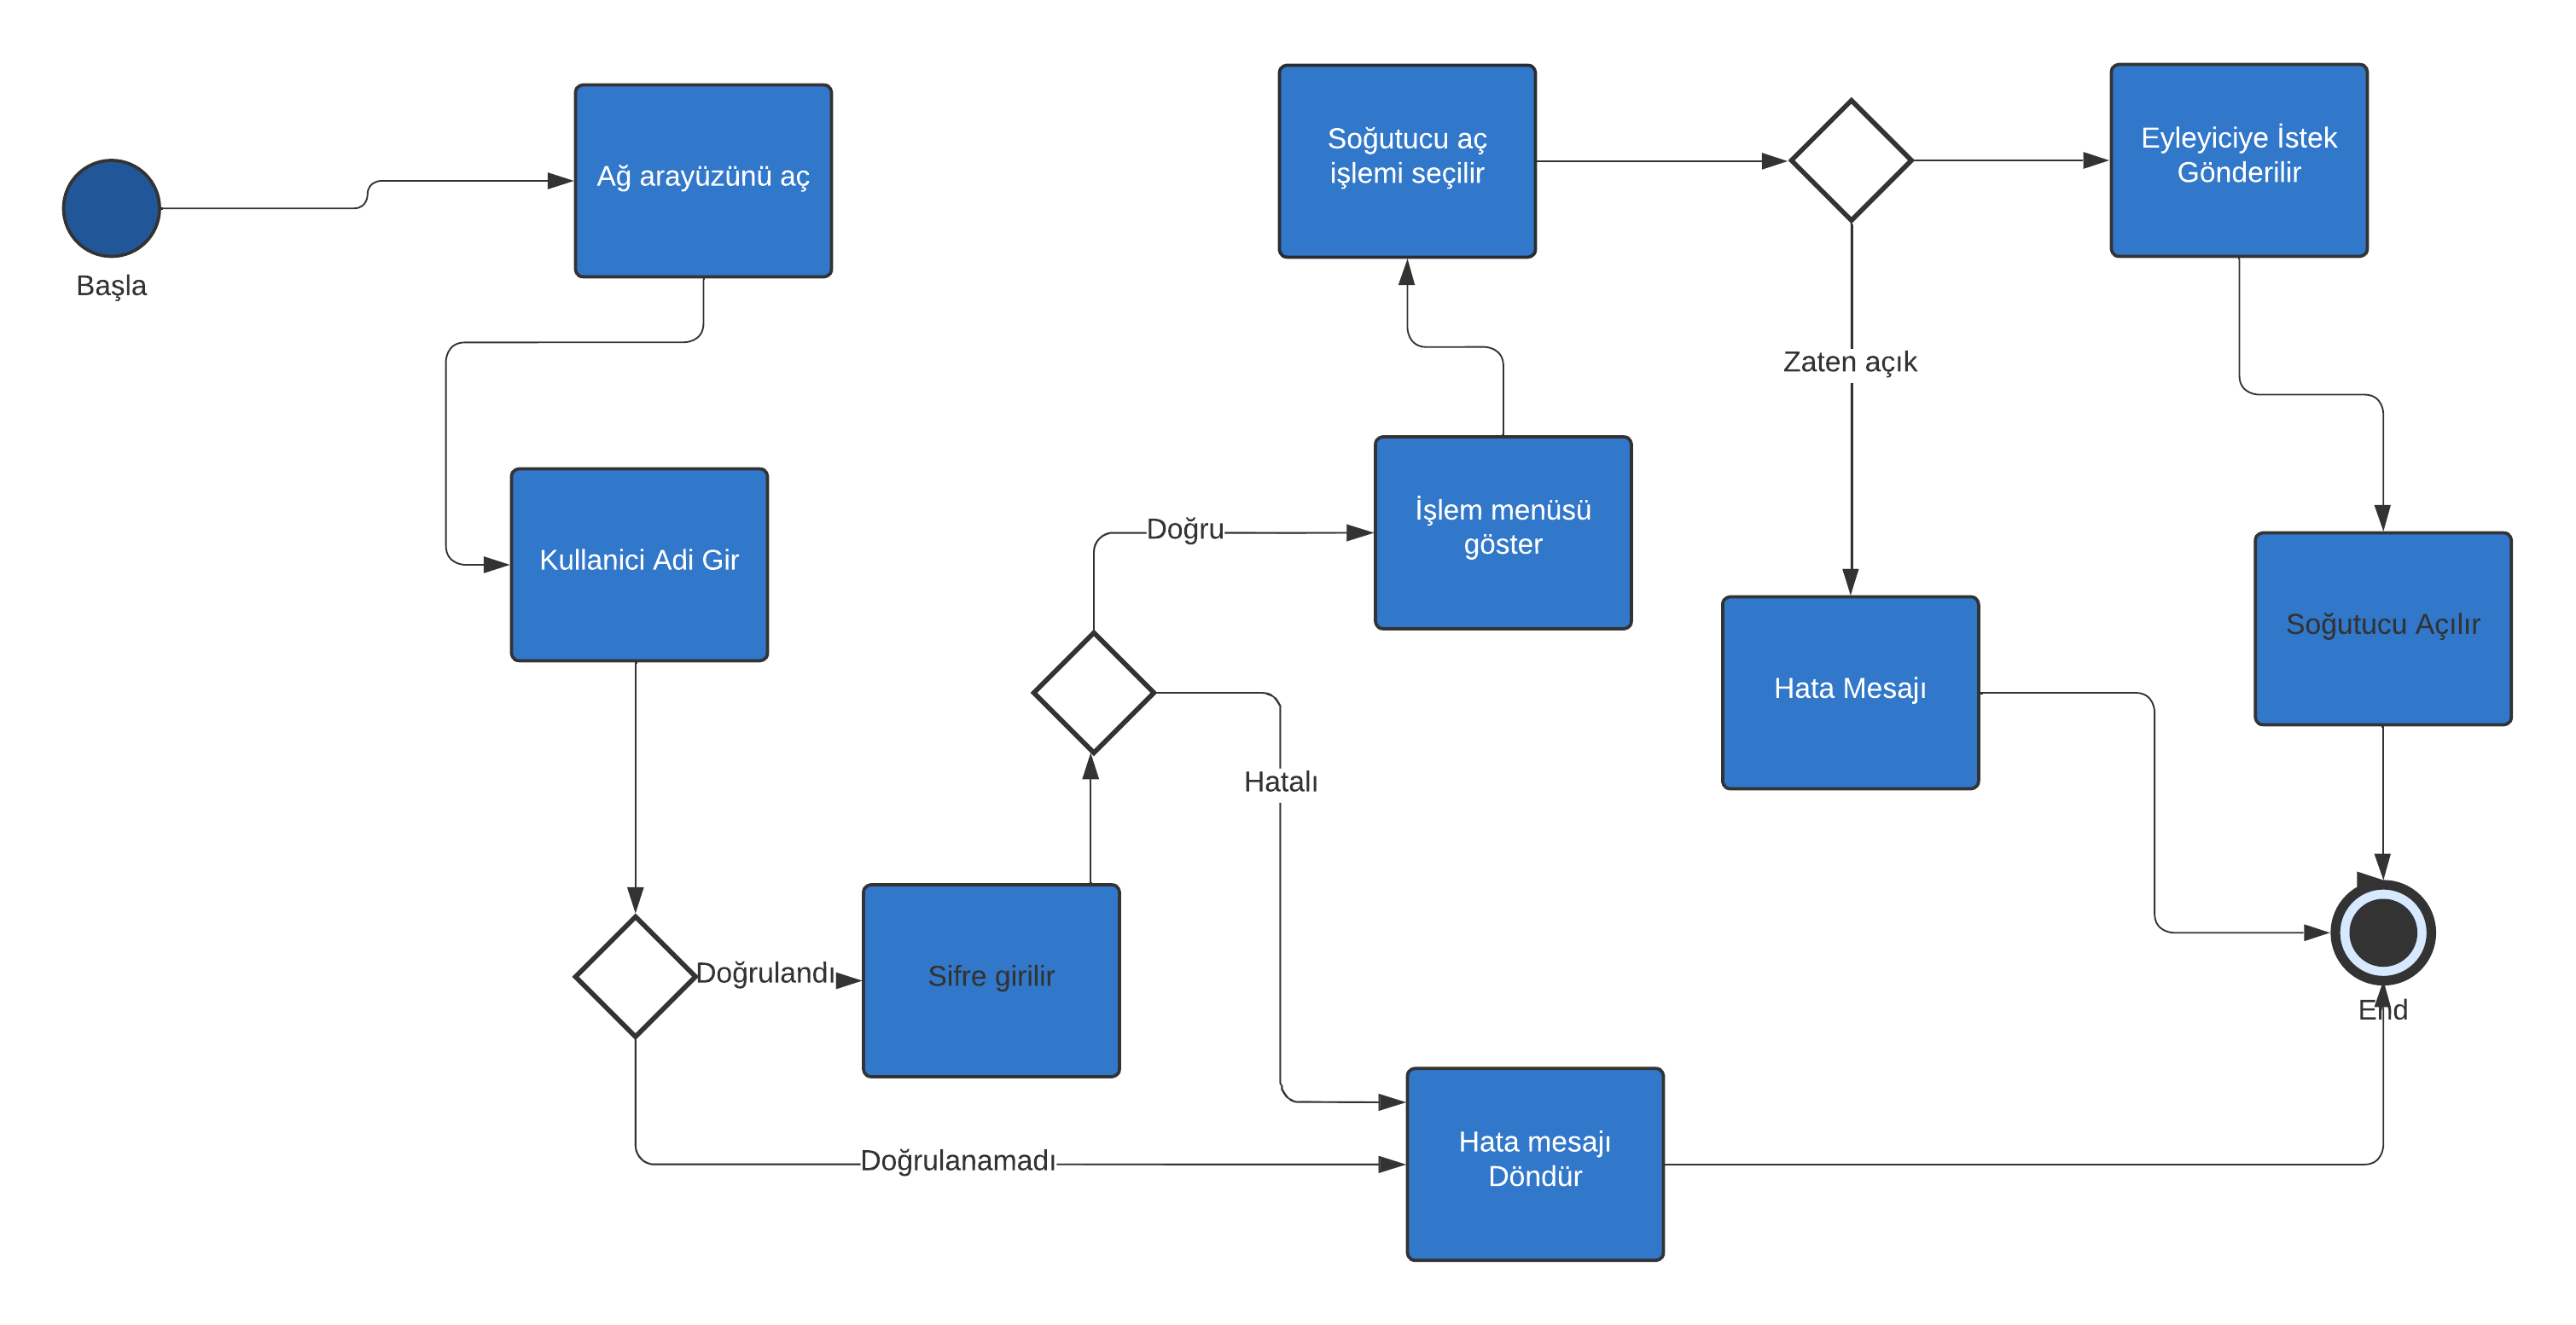 Başla
Ağ arayüzünü aç
Kullanici Adi Gir
Doğrulandı
Doğrulanamadı
Sifre girilir
Doğru
Hatalı
İşlem menüsü
göster
Soğutucu aç
işlemi seçilir
Zaten açık
Hata Mesajı
Eyleyiciye İstek
Gönderilir
Soğutucu Açılır
Hata mesajı
Döndür
End